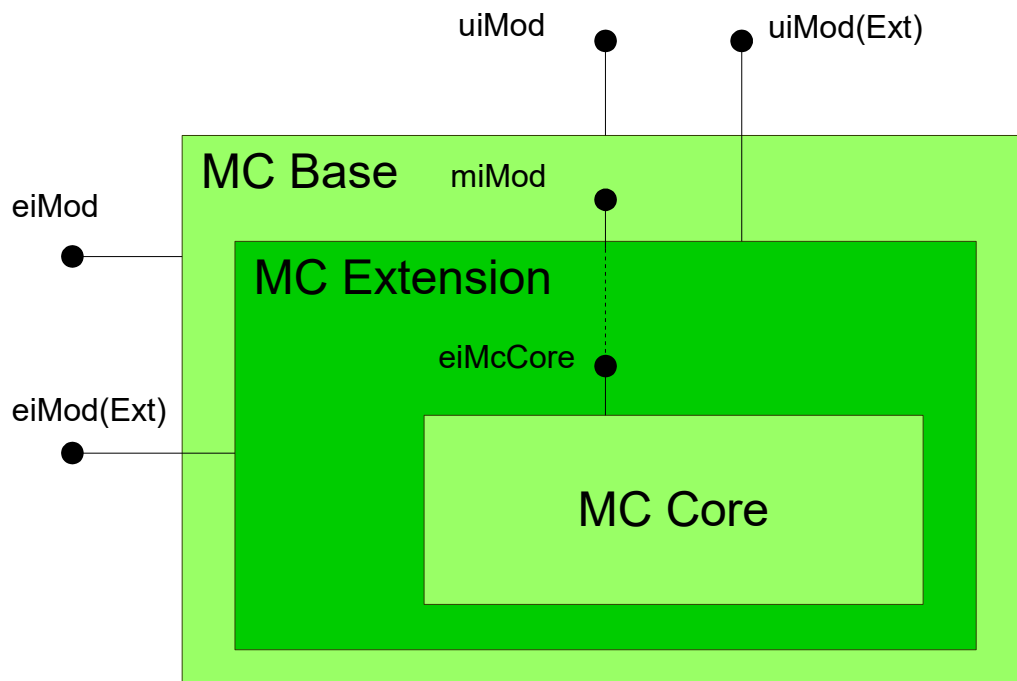 uiMod
uiMod(Ext)
MC Base
miMod
eiMod
MC Extension
eiMcCore
eiMod(Ext)
MC Core